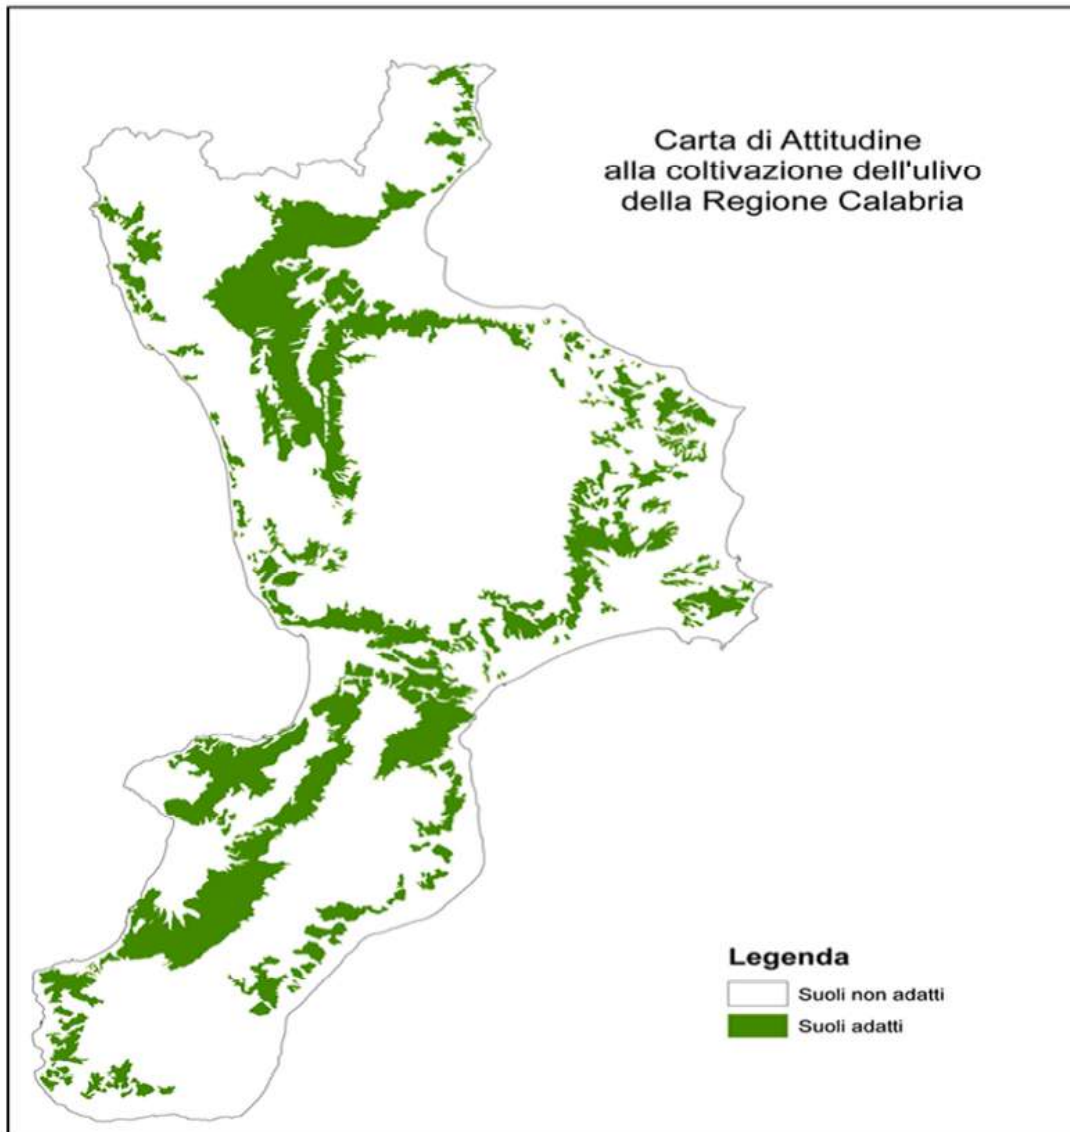 Carta di Attitudine
alla coltivazione dell'ulivo
della Regione Calabria
Legenda
Suoli non adatti
Suoli adatti